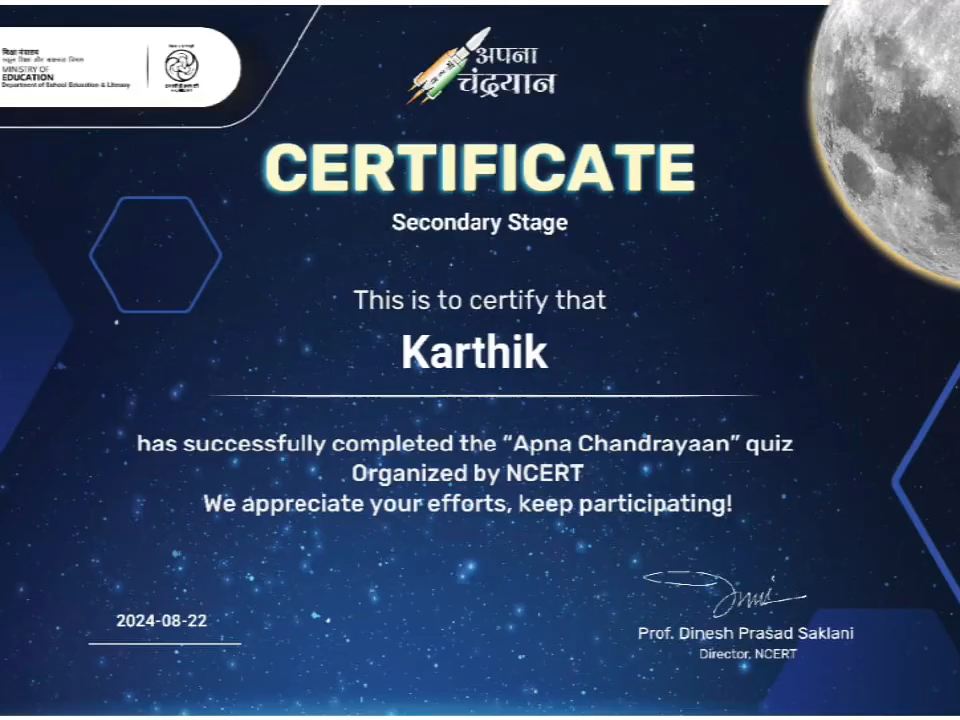 शिक्षा मंत्रालय
MINISTRY OF
EDUCATION
Department of School Education & Literacy
अपना
चंद्रयान
CERTIFICATE
Secondary Stage
This is to certify that
Karthik
has successfully completed the “Apna Chandrayaan” quiz
Organized by NCERT
We appreciate your efforts, keep participating!
2024-08-22
Prof. Dinesh Prasad Saklani
Director, NCERT